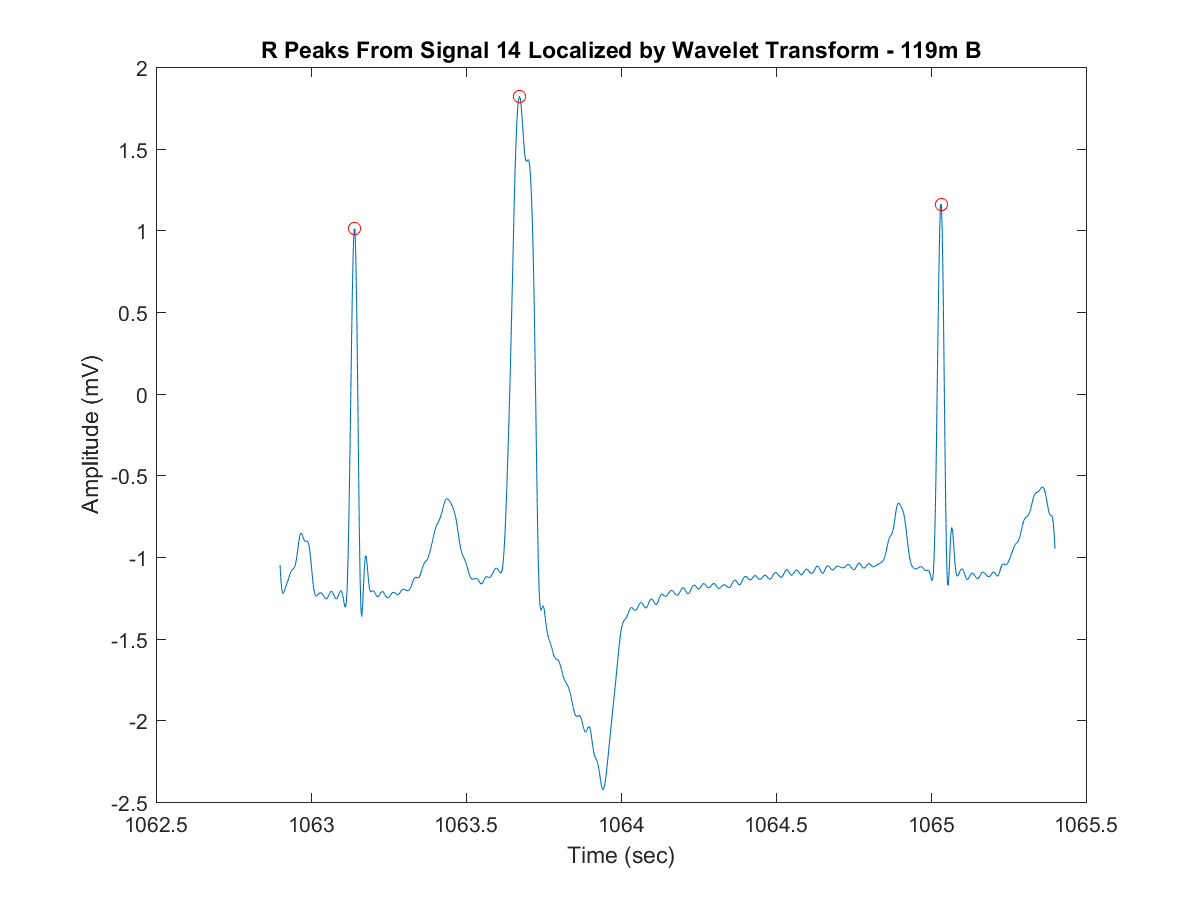 R Peaks From Signal 14 Localized by Wavelet Transform - 119m B
2
1.5
1
0.5
0
-0.5
-1
-1.5
-2
-2.5
Amplitude (mV)
1062.5 1063 1063.5 1064 1064.5 1065 1065.5
Time (sec)